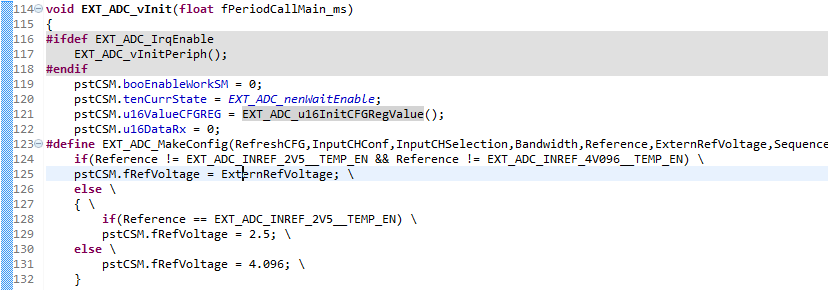 114 void EXT_ADC_vInit(float fPeriodCallMain_ms)
115 {
116 #ifdef EXT_ADC_IrqEnable
117 EXT_ADC_vInitPeriph();
118 #endif
119 pstCSM.booEnableWorkSM = 0;
120 pstCSM.tenCurrState = EXT_ADC_nenWaitEnable;
121 pstCSM.u16ValueCFGREG = EXT_ADC_u16InitCFGRegValue();
122 pstCSM.u16DataRx = 0;
123 #define EXT_ADC_MakeConfig(RefreshCFG,InputCHConf,InputCHSelection,Bandwidth,Reference,ExternRefVoltage,Sequence
124 if(Reference != EXT_ADC_INREF_2V5__TEMP_EN && Reference != EXT_ADC_INREF_4V096__TEMP_EN) \
125 pstCSM.fRefVoltage = ExternRefVoltage; \
126 else \
127 { \
128 if(Reference == EXT_ADC_INREF_2V5__TEMP_EN) \
129 pstCSM.fRefVoltage = 2.5; \
130 else \
131 pstCSM.fRefVoltage = 4.096; \
132 }